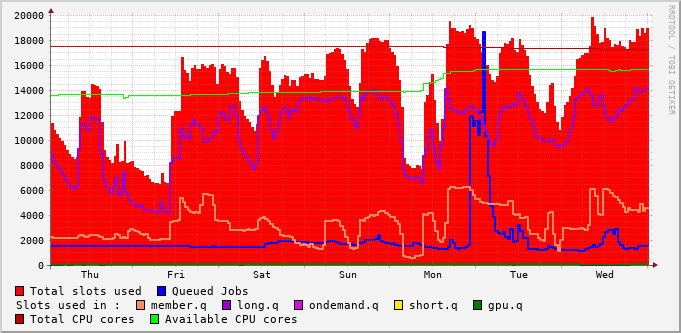 RRDTOOL / TOBI OETIKER
20000
18000
16000
14000
12000
10000
8000
6000
4000
2000
0
Thu Fri Sat Sun Mon Tue Wed
Total slots used Queued Jobs
Slots used in : member.q long.q ondemand.q short.q gpu.q
Total CPU cores Available CPU cores